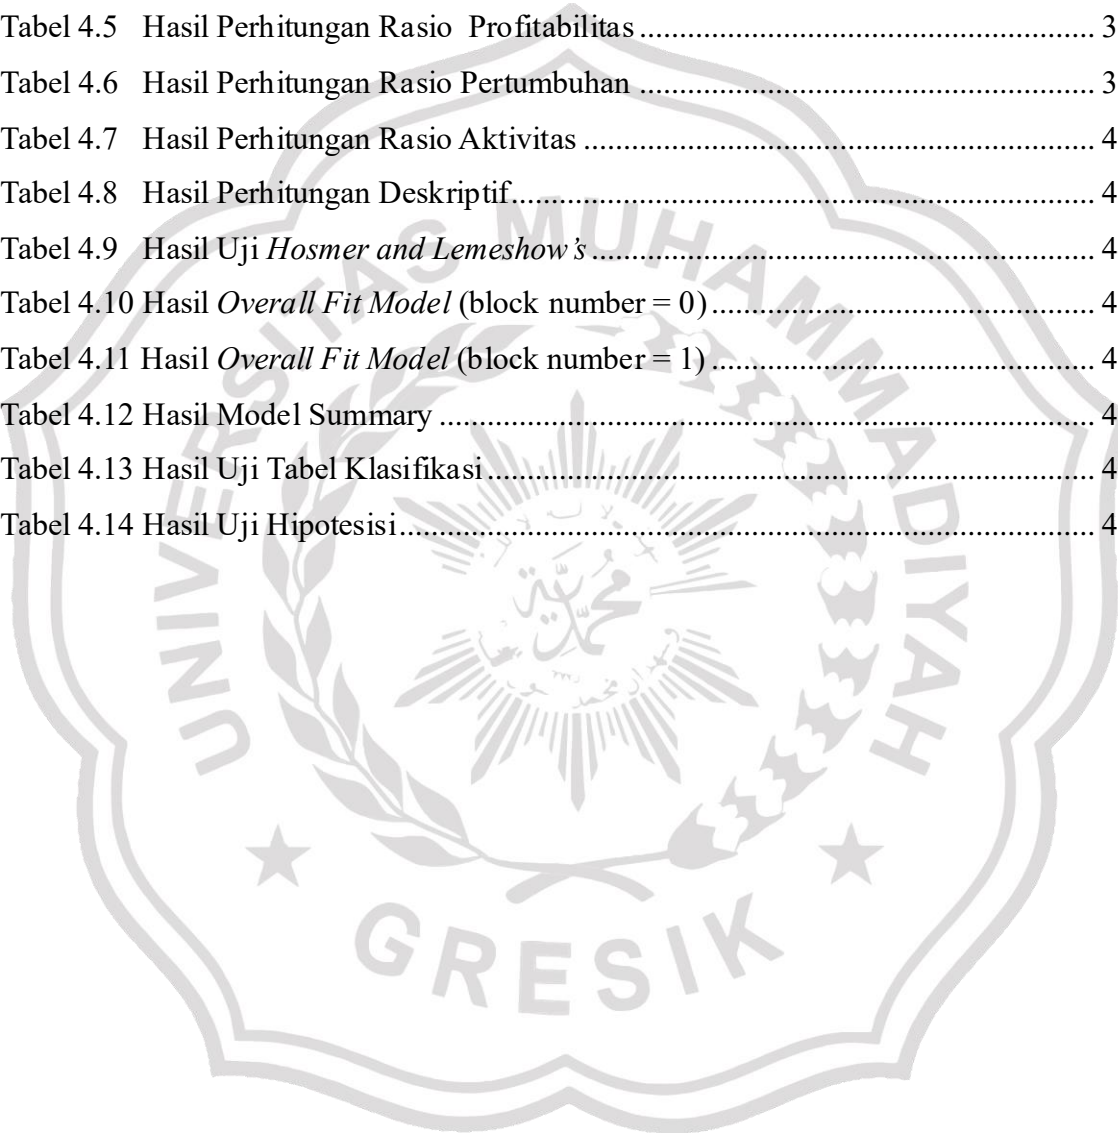 Tabel 4.5 Hasil Perhitungan Rasio Profitabilitas ........................................................ 3
Tabel 4.6 Hasil Perhitungan Rasio Pertumbuhan ........................................................ 3
Tabel 4.7 Hasil Perhitungan Rasio Aktivitas ............................................................... 4
Tabel 4.8 Hasil Perhitungan Deskriptif ........................................................................ 4
Tabel 4.9 Hasil Uji Hosmer and Lemeshow’s .............................................................. 4
Tabel 4.10 Hasil Overall Fit Model (block number = 0) ............................................... 4
Tabel 4.11 Hasil Overall Fit Model (block number = 1) ............................................... 4
Tabel 4.12 Hasil Model Summary ................................................................................. 4
Tabel 4.13 Hasil Uji Tabel Klasifikasi ........................................................................... 4
Tabel 4.14 Hasil Uji Hipotesisi ...................................................................................... 4
UNIVERSITAS MUHAMMADIYAH
محمد
GRESIK